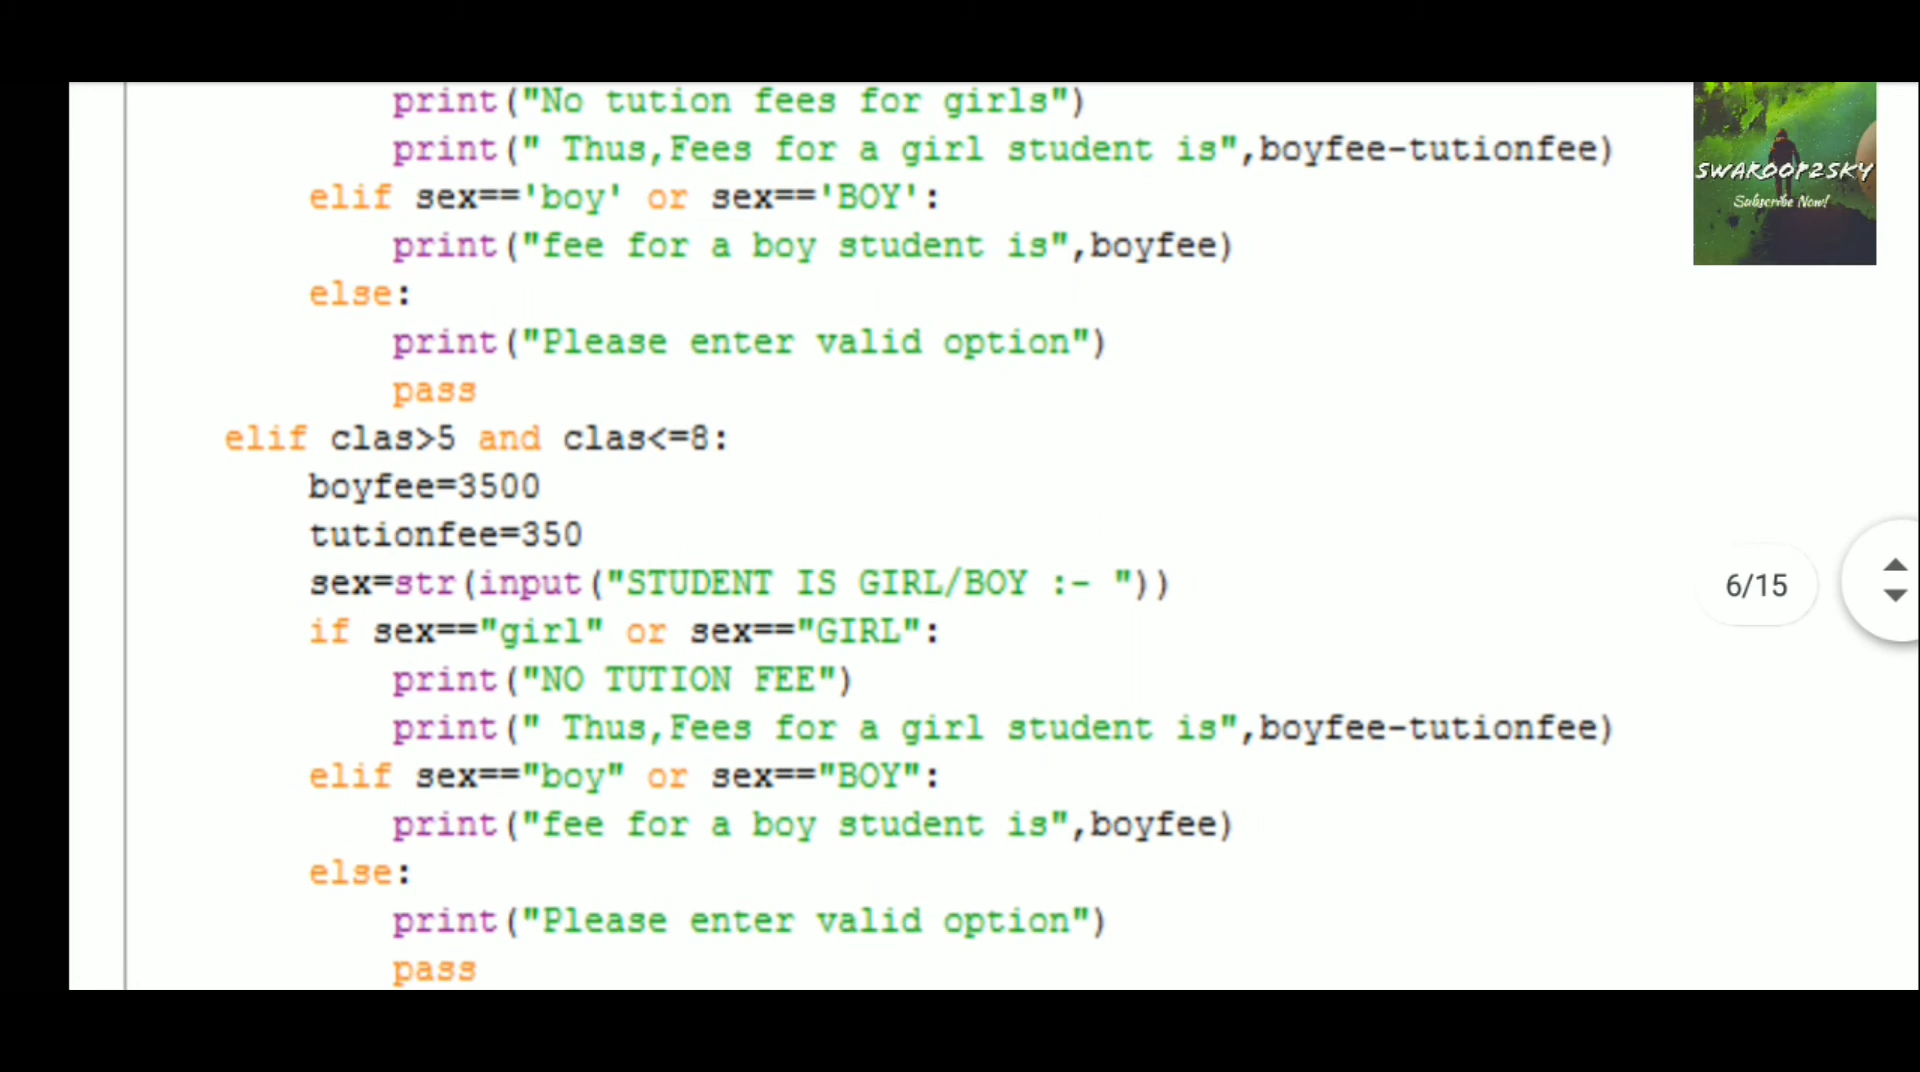 print("No tution fees for girls")
print(" Thus,Fees for a girl student is",boyfee-tutionfee)
elif sex=='boy' or sex=='BOY':
print("fee for a boy student is",boyfee)
else:
print("Please enter valid option")
pass
elif clas>5 and clas<=8:
boyfee=3500
tutionfee=350
sex=str(input("STUDENT IS GIRL/BOY :- "))
if sex=="girl" or sex=="GIRL":
print("NO TUTION FEE")
print(" Thus,Fees for a girl student is",boyfee-tutionfee)
elif sex=="boy" or sex=="BOY":
print("fee for a boy student is",boyfee)
else:
print("Please enter valid option")
pass
SWAROOP2SKY
Subscribe Now!
6/15